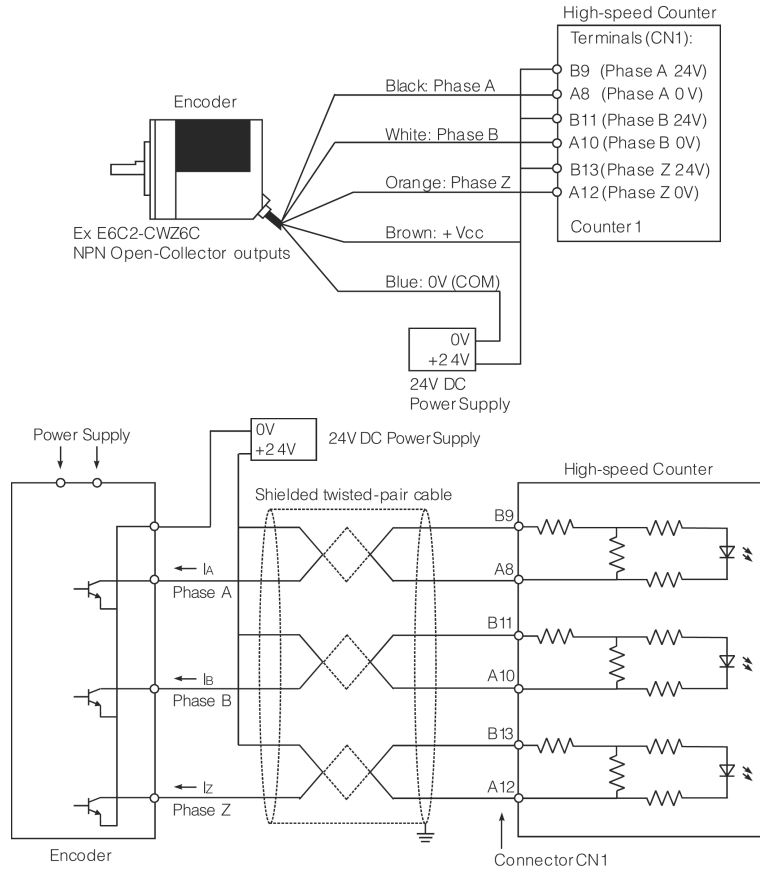 High-speed Counter
Terminals (CN1):
B9 (Phase A 24V)
Black: Phase A
A8 (Phase A 0 V)
Encoder
B11 (Phase B 24V)
White: Phase B
A10 (Phase B 0V)
B13(Phase Z 24V)
Orange: Phase Z
A12 (Phase Z 0V)
Counter 1
Ex E6C2-CWZ6C
NPN Open-Collector outputs
Brown: + Vcc
Blue: 0V (COM)
0V
+2 4V
24V DC
Power Supply
Power Supply
0V
+2 4V
24V DC Power Supply
High-speed Counter
Shielded twisted-pair cable
B9
IA
Phase A
A8
B11
IB
Phase B
A10
B13
IZ
Phase Z
A12
Encoder
Connector CN1